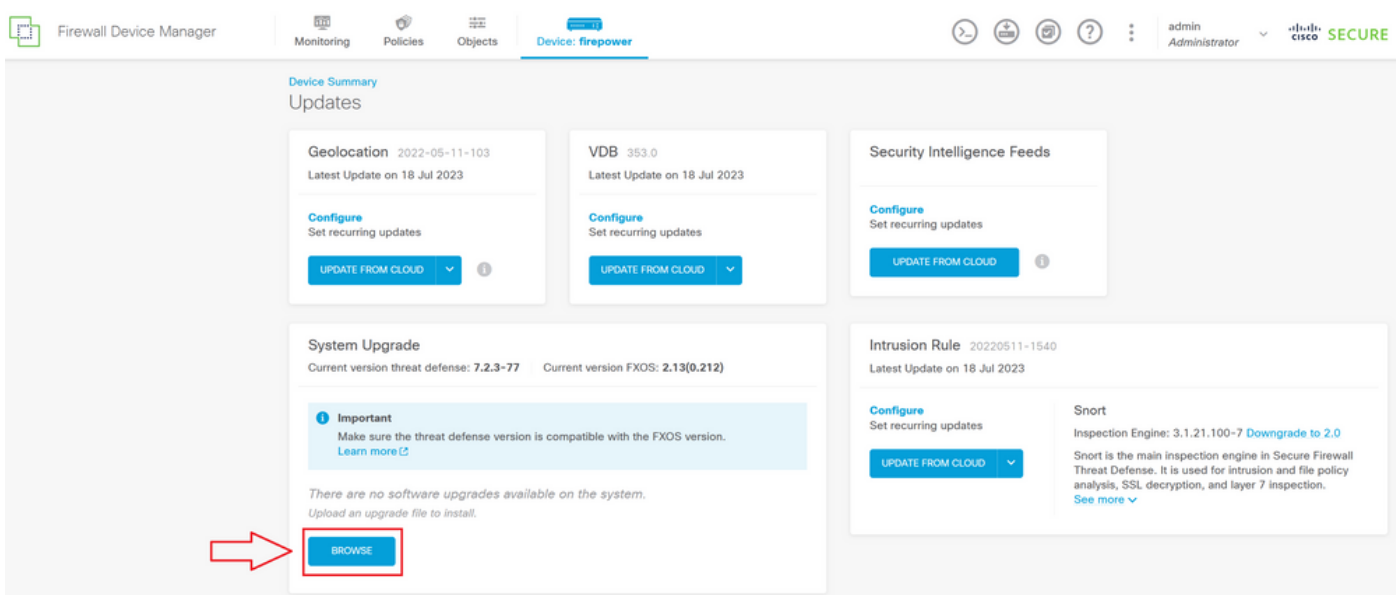 Firewall Device Manager
Monitoring
Policies
Objects
Device: firepower
admin
Administrator
cisco SECURE
Device Summary
Updates
Geolocation 2022-05-11-103
Latest Update on 18 Jul 2023
Configure
Set recurring updates
UPDATE FROM CLOUD
VDB 353.0
Latest Update on 18 Jul 2023
Configure
Set recurring updates
UPDATE FROM CLOUD
Security Intelligence Feeds
Configure
Set recurring updates
UPDATE FROM CLOUD
System Upgrade
Current version threat defense: 7.2.3-77 Current version FXOS: 2.13(0.212)
Important
Make sure the threat defense version is compatible with the FXOS version.
Learn more
There are no software upgrades available on the system.
Upload an upgrade file to install.
BROWSE
Intrusion Rule 20220511-1540
Latest Update on 18 Jul 2023
Configure
Set recurring updates
UPDATE FROM CLOUD
Snort
Inspection Engine: 3.1.21.100-7 Downgrade to 2.0
Snort is the main inspection engine in Secure Firewall
Threat Defense. It is used for intrusion and file policy
analysis, SSL decryption, and layer 7 inspection.
See more